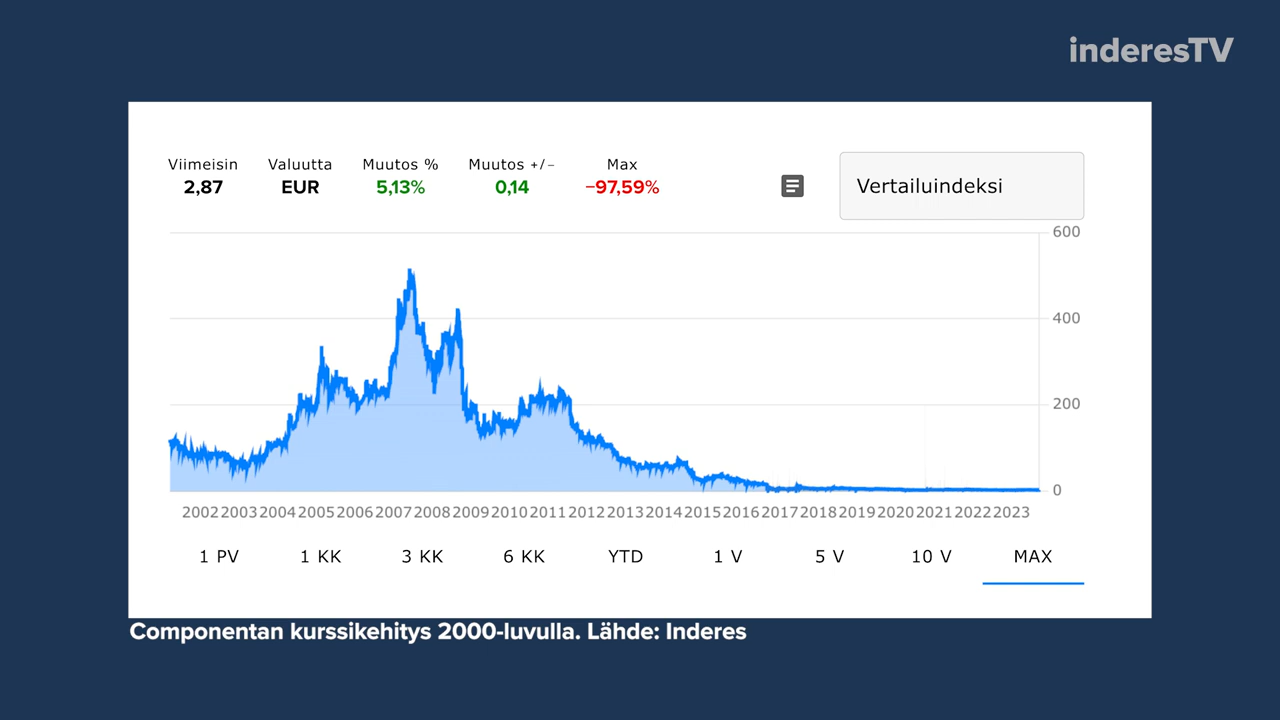 inderesTV
Viimeisin Valuutta Muutos % Muutos +/− Max
2,87 EUR 5,13% 0,14 −97,59%
Vertailuindeksi
600
400
200
0
2002 2003 2004 2005 2006 2007 2008 2009 2010 2011 2012 2013 2014 2015 2016 2017 2018 2019 2020 2021 2022 2023
1 PV 1 KK 3 KK 6 KK YTD 1 V 5 V 10 V MAX
Componentan kurssikehitys 2000-luvulla. Lähde: Inderes